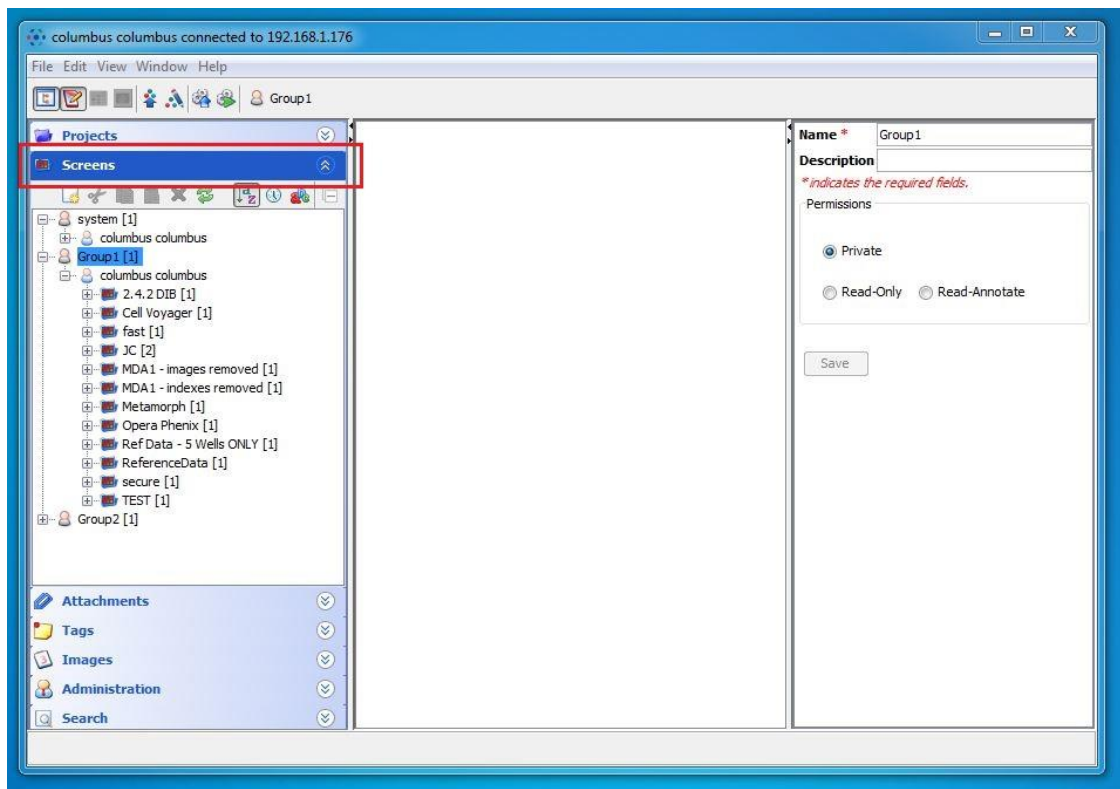 columbus columbus connected to 192.168.1.176
File Edit View Window Help
Group1
Projects
Screens
system [1]
columbus columbus
Group1 [1]
columbus columbus
2.4.2 DIB [1]
Cell Voyager [1]
fast [1]
JC [2]
MDA1 - images removed [1]
MDA1 - indexes removed [1]
Metamorph [1]
Opera Phenix [1]
Ref Data - 5 Wells ONLY [1]
ReferenceData [1]
secure [1]
TEST [1]
Group2 [1]
Attachments
Tags
Images
Administration
Search
Name * Group1
Description
* indicates the required fields.
Permissions
Private
Read-Only Read-Annotate
Save